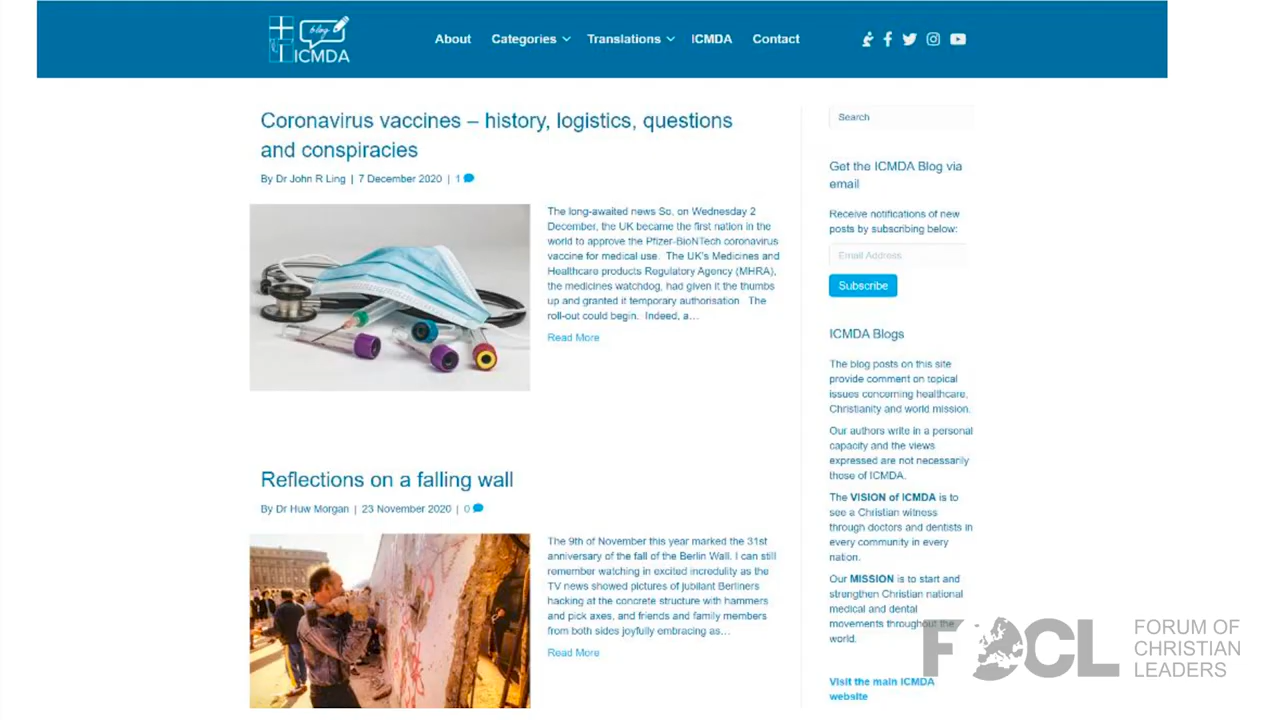 blog
ICMDA
About
Categories
Translations
ICMDA
Contact
Coronavirus vaccines – history, logistics, questions
and conspiracies
By Dr John R Ling | 7 December 2020 | 1
The long-awaited news So, on Wednesday 2
December, the UK became the first nation in the
world to approve the Pfizer-BioNTech coronavirus
vaccine for medical use. The UK's Medicines and
Healthcare products Regulatory Agency (MHRA),
the medicines watchdog, had given it the thumbs
up and granted it temporary authorisation The
roll-out could begin. Indeed, a…
Read More
Reflections on a falling wall
By Dr Huw Morgan | 23 November 2020 | 0
The 9th of November this year marked the 31st
anniversary of the fall of the Berlin Wall. I can still
remember watching in excited incredulity as the
TV news showed pictures of jubilant Berliners
hacking at the concrete structure with hammers
and pick axes, and friends and family members
from both sides joyfully embracing as…
Read More
Search
Get the ICMDA Blog via
email
Receive notifications of new
posts by subscribing below:
Email Address
Subscribe
ICMDA Blogs
The blog posts on this site
provide comment on topical
issues concerning healthcare,
Christianity and world mission.
Our authors write in a personal
capacity and the views
expressed are not necessarily
those of ICMDA.
The VISION of ICMDA is to
see a Christian witness
through doctors and dentists in
every community in every
nation.
Our MISSION is to start and
strengthen Christian national
medical and dental
movements throughout the
world.
Visit the main ICMDA
website
FOCL
FORUM OF
CHRISTIAN
LEADERS